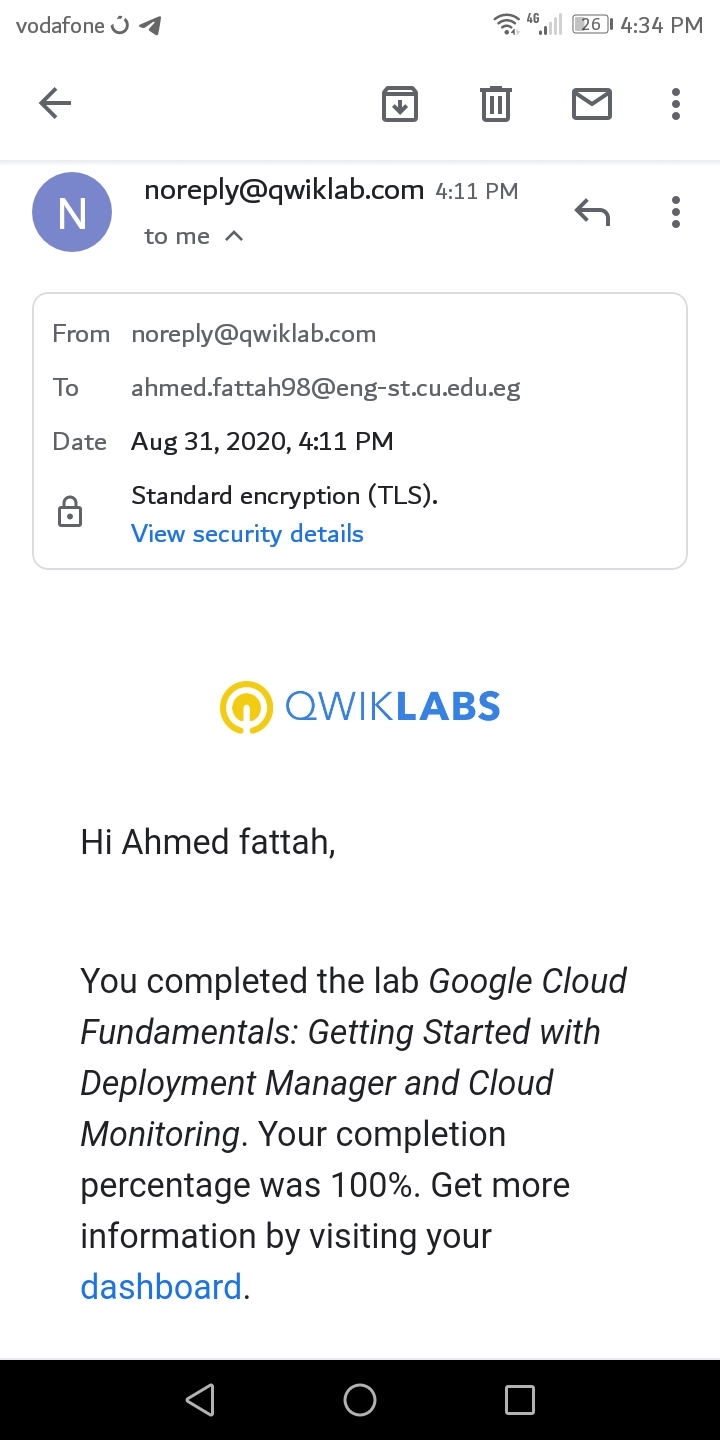 vodafone 4G 26 4:34 PM
N
noreply@qwiklab.com 4:11 PM
to me
From noreply@qwiklab.com
To ahmed.fattah98@eng-st.cu.edu.eg
Date Aug 31, 2020, 4:11 PM
Standard encryption (TLS).
View security details
QWIKLABS
Hi Ahmed fattah,
You completed the lab Google Cloud
Fundamentals: Getting Started with
Deployment Manager and Cloud
Monitoring. Your completion
percentage was 100%. Get more
information by visiting your
dashboard.